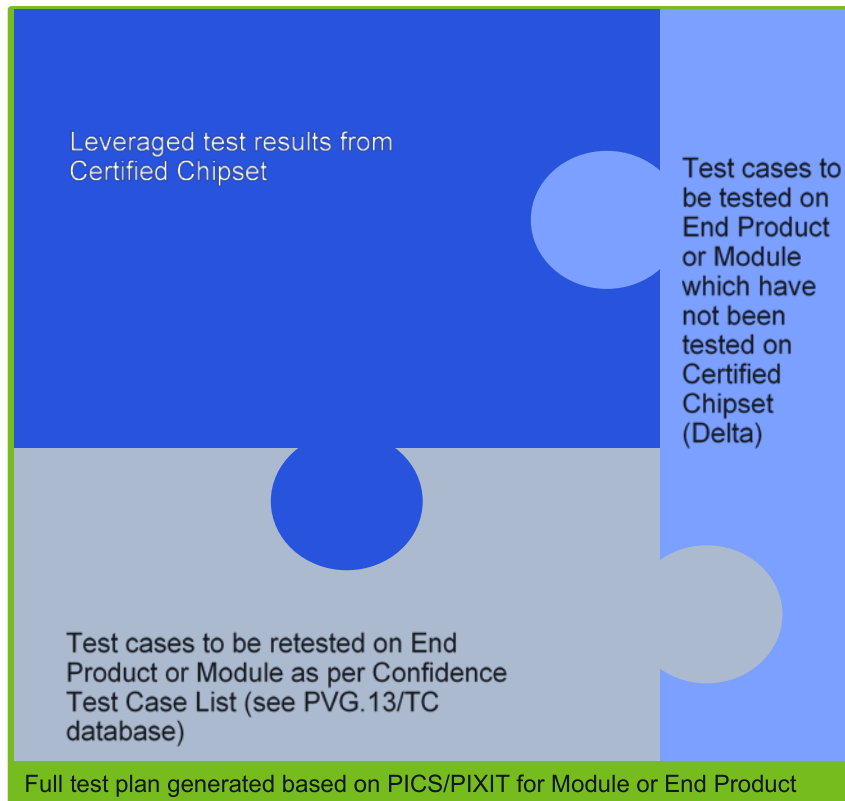 Leveraged test results from
Certified Chipset
Test cases to
be tested on
End Product
or Module
which have
not been
tested on
Certified
Chipset
(Delta)
Test cases to be retested on End
Product or Module as per Confidence
Test Case List (see PVG.13/TC
database)
Full test plan generated based on PICS/PIXIT for Module or End Product